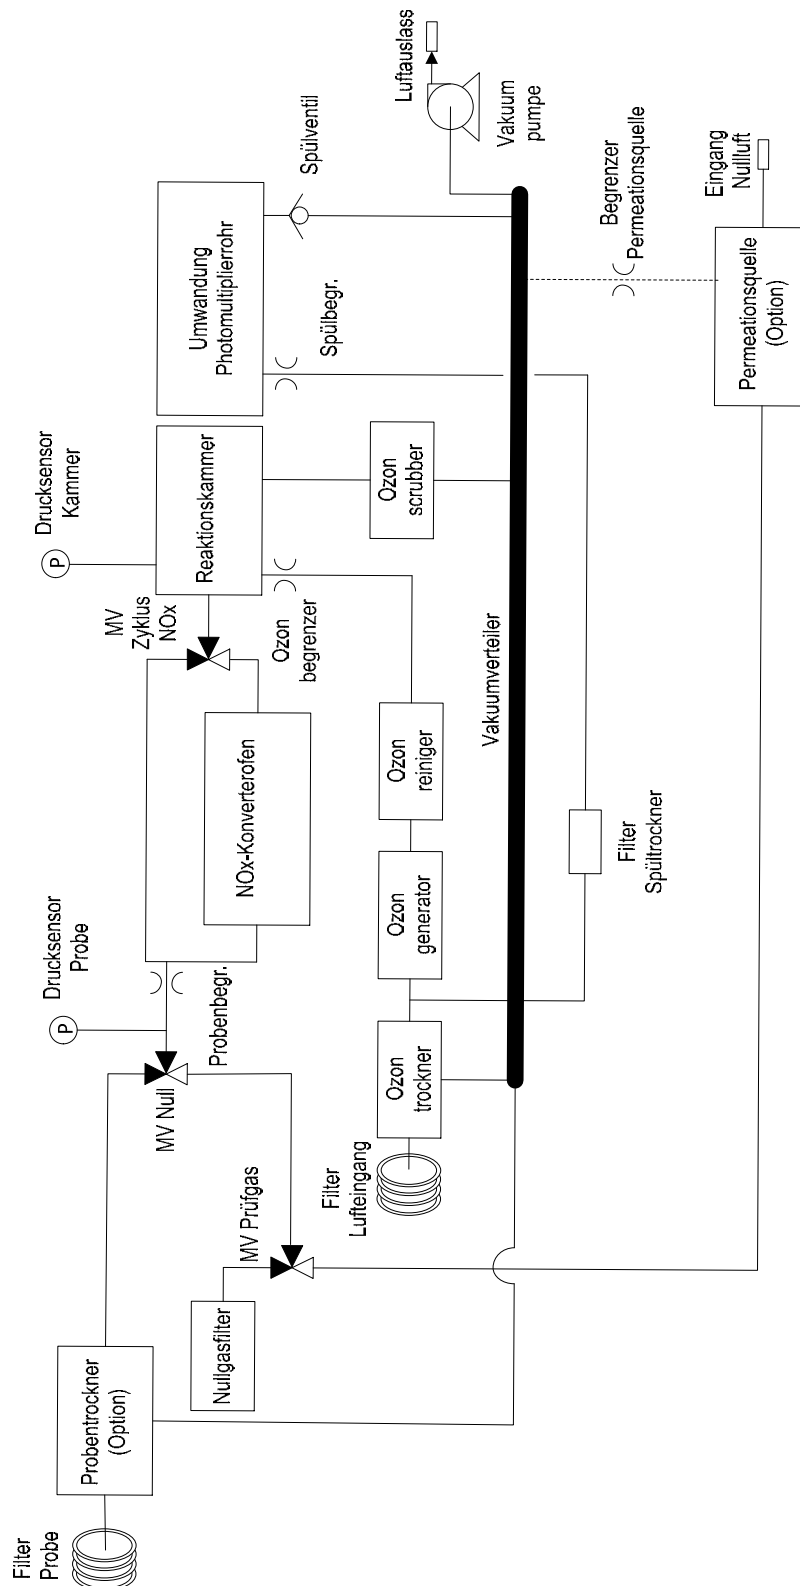 Filter
Probe
Probentrockner
(Option)
Nullgasfilter
MV Prüfgas
MV Null
Drucksensor
Probe
P
Probenbegr.
NOx-Konverterofen
MV
Zyklus
NOx
Drucksensor
Kammer
P
Reaktionskammer
Ozon
begrenzer
Umwandung
Photomultiplierrohr
Spülbegr.
Spülventil
Filter
Lufteingang
Ozon
trockner
Ozon
generator
Ozon
reiniger
Ozon
scrubber
Vakuumverteiler
Luftauslass
Vakuum
pumpe
Filter
Spültrockner
Begrenzer
Permeationsquelle
Eingang
Nullluft
Permeationsquelle
(Option)